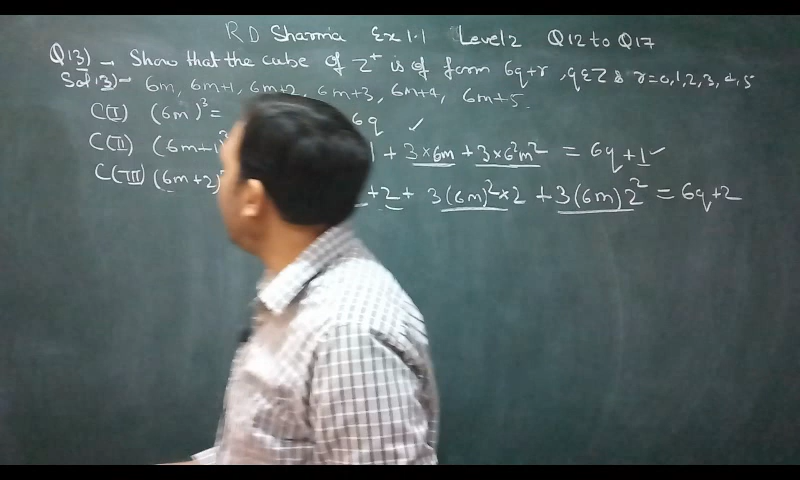 R D Sharmia Ex 1.1 Level 2 Q12 to Q17
Q13) → Show that the cube of Z⁺ is of form 6q+r, q∈Z & r=0,1,2,3,4,5
Sol.13)→ 6m, 6m+1, 6m+2, 6m+3, 6m+4, 6m+5.
C(I) (6m)³ = 6q ✓
C(II) (6m+1)³ 1 + 3×6m + 3×6²m² = 6q+1 ✓
C(III) (6m+2) +2+ 3(6m)²×2 + 3(6m)2² = 6q+2